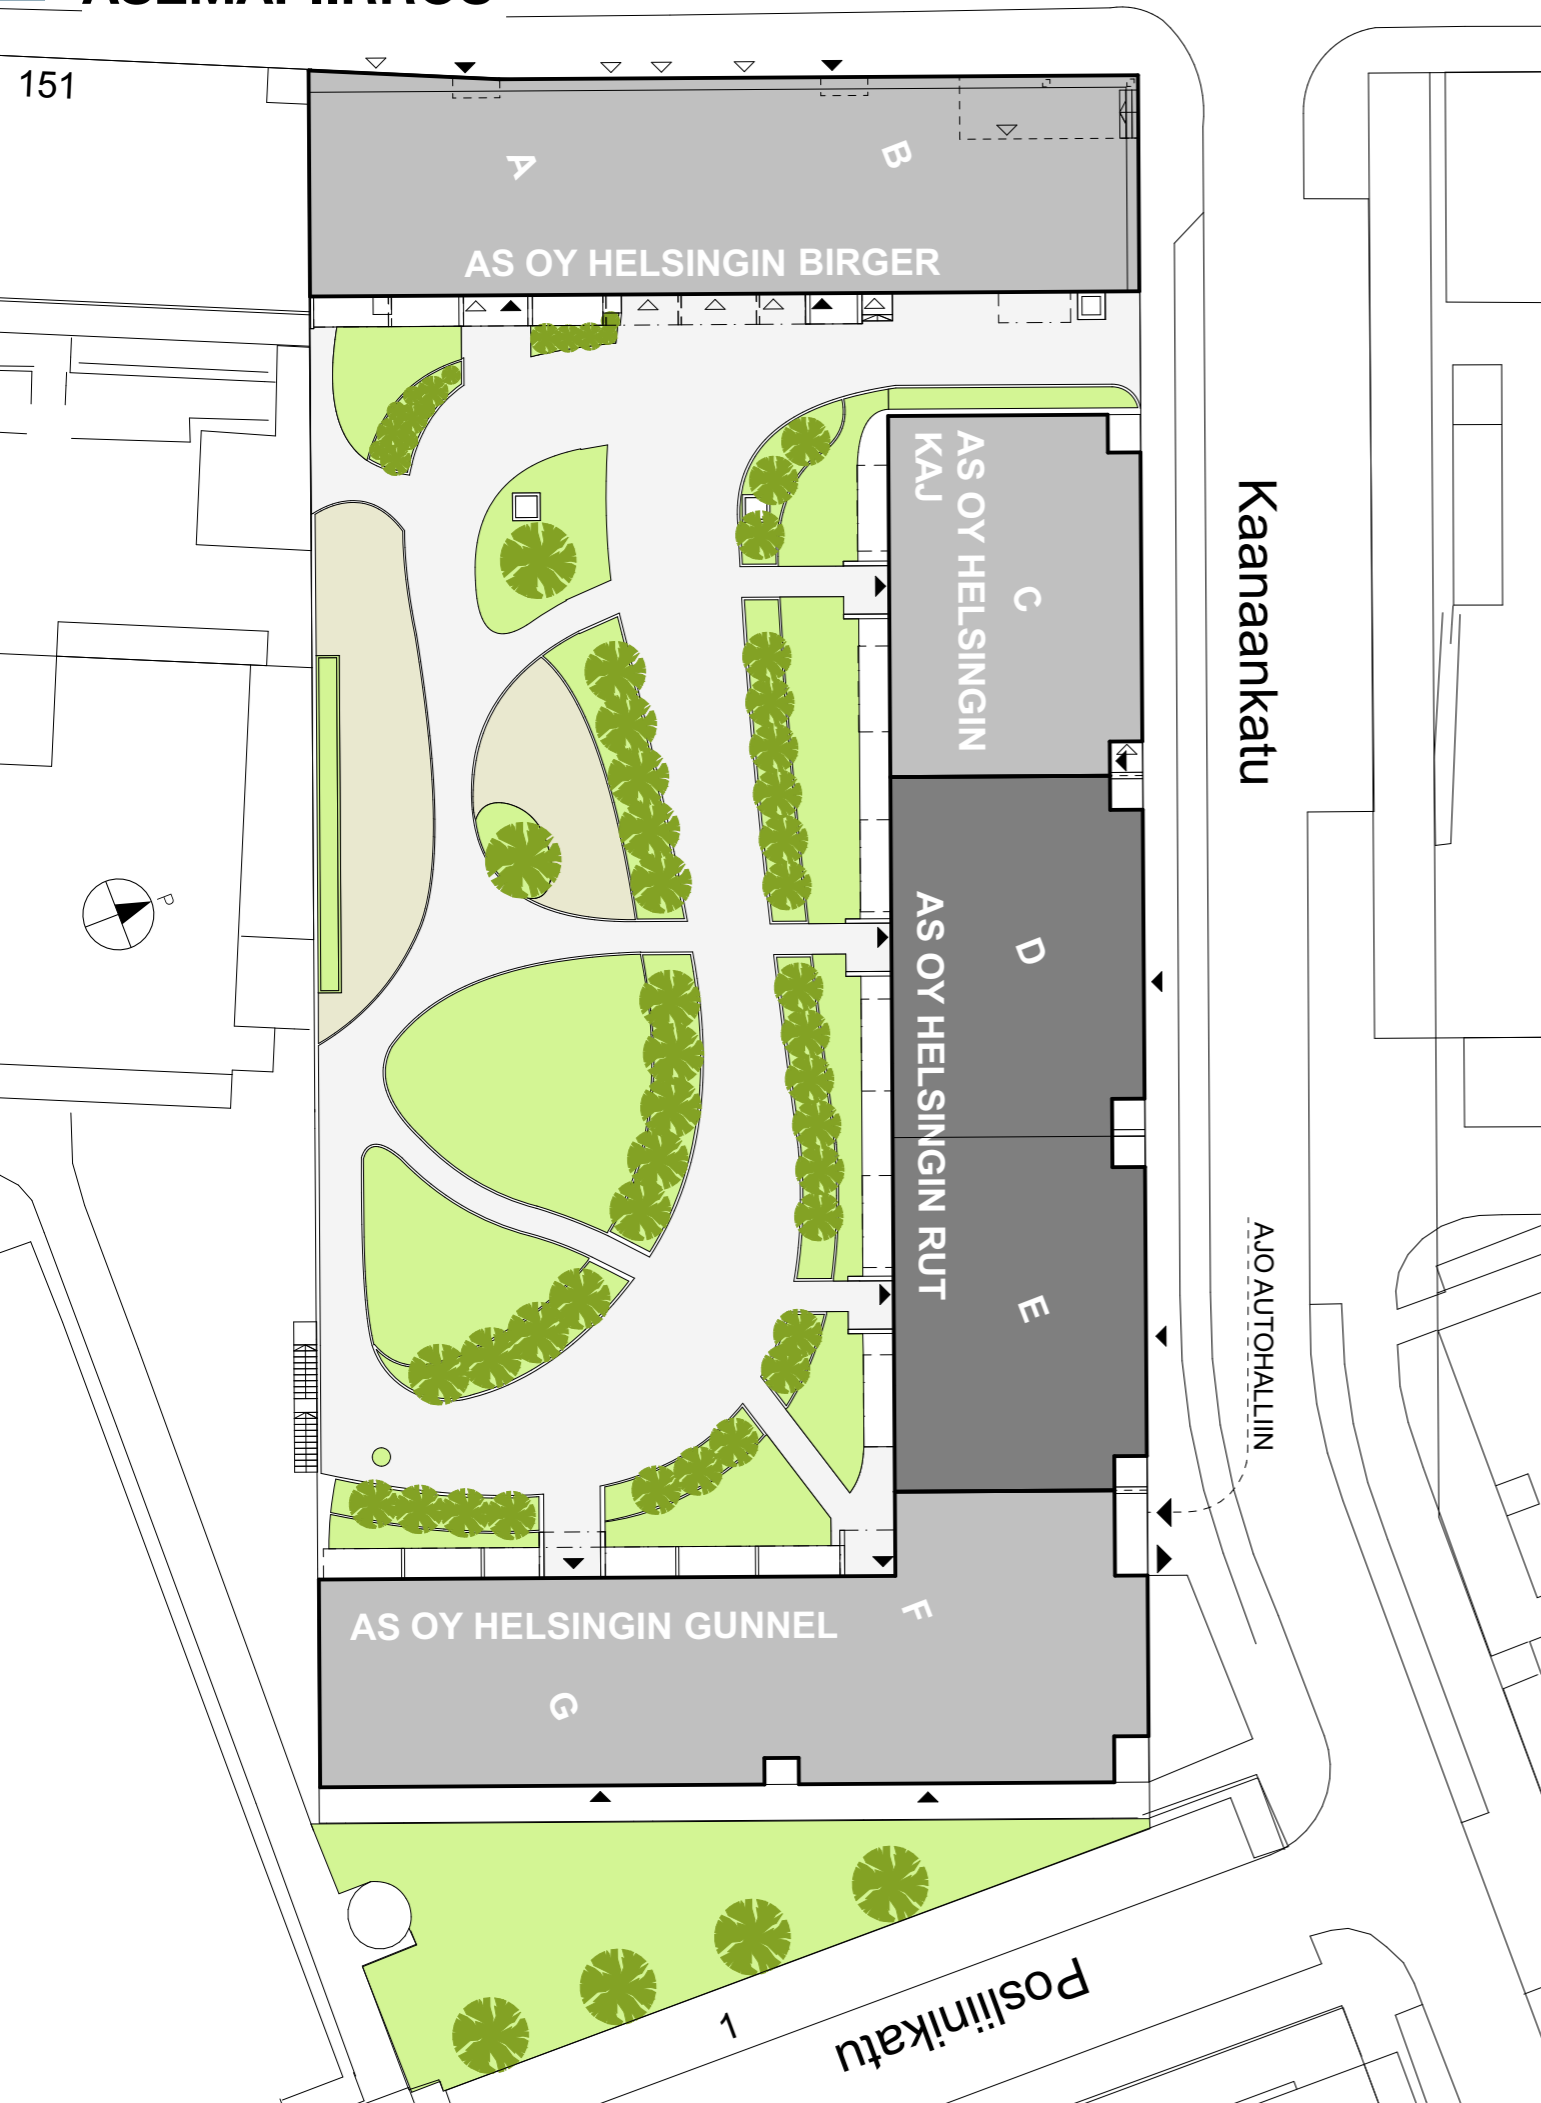 ASEMAPIIRROS
151
A
B
AS OY HELSINGIN BIRGER
AS OY HELSINGIN
KAJ
C
Kaanaankatu
P
D
AS OY HELSINGIN RUT
E
AJO AUTOHALLIIN
F
AS OY HELSINGIN GUNNEL
G
1
Posliinikatu